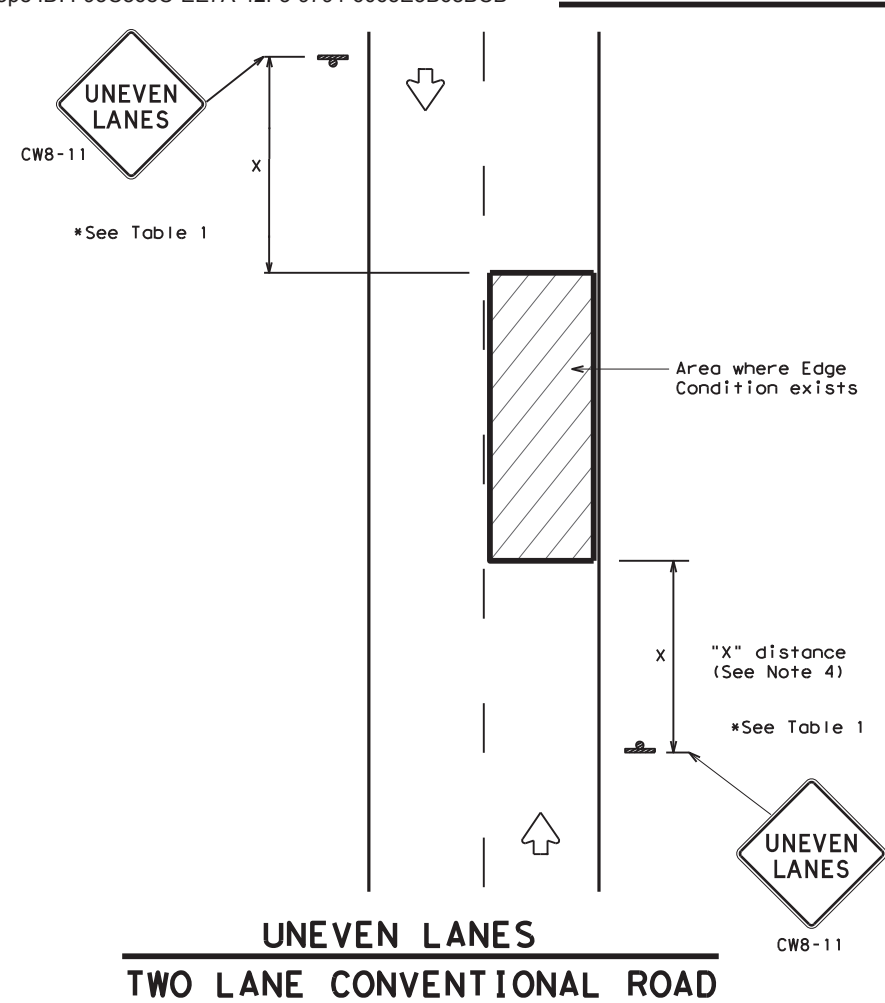 UNEVEN
LANES
CW8-11
X
*See Table 1
Area where Edge
Condition exists
X
"X" distance
(See Note 4)
*See Table 1
UNEVEN
LANES
CW8-11
UNEVEN LANES
TWO LANE CONVENTIONAL ROAD